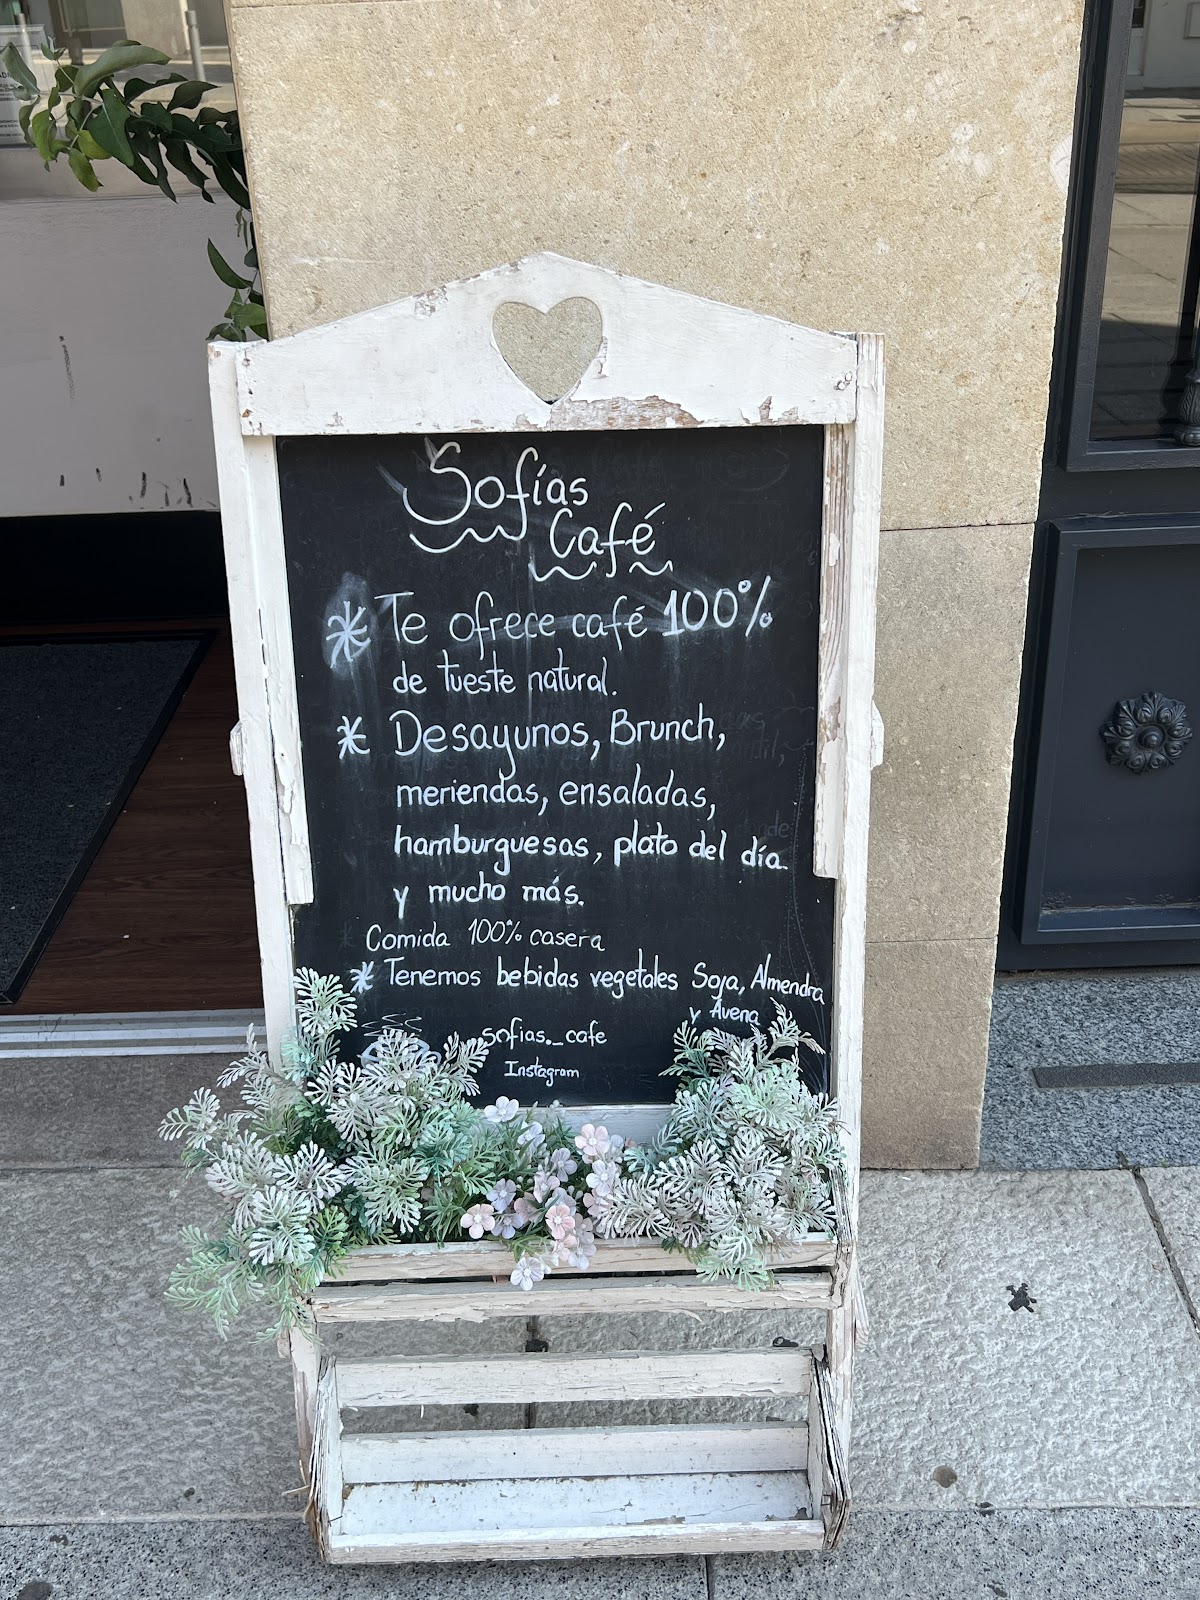 Sofías
Café
* Te ofrece café 100%
de tueste natural.
* Desayunos, Brunch,
meriendas, ensaladas,
hamburguesas, plato del día
y mucho más.
Comida 100% casera
* Tenemos bebidas vegetales Soja, Almendra
y Avena
sofias._cafe
Instagram